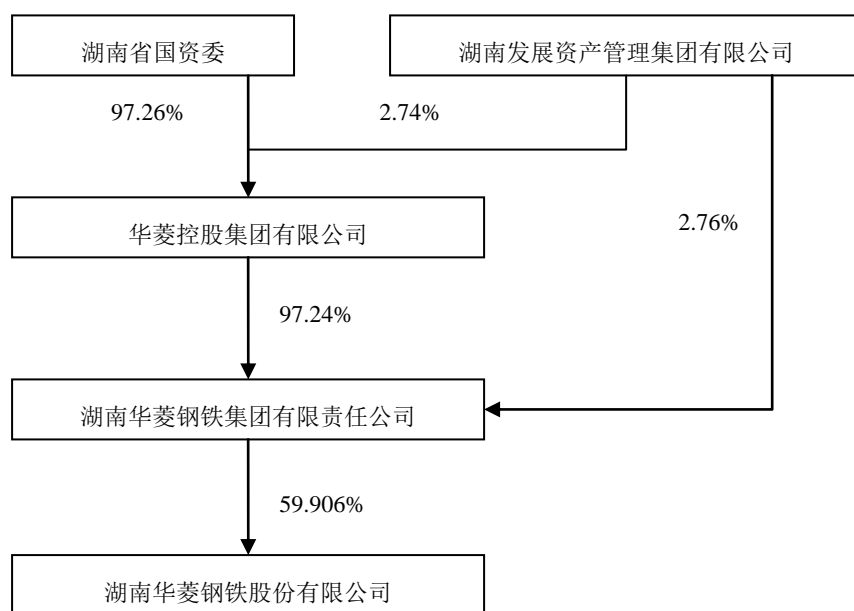 湖南省国资委
湖南发展资产管理集团有限公司
97.26%
2.74%
华菱控股集团有限公司
2.76%
97.24%
湖南华菱钢铁集团有限责任公司
59.906%
湖南华菱钢铁股份有限公司